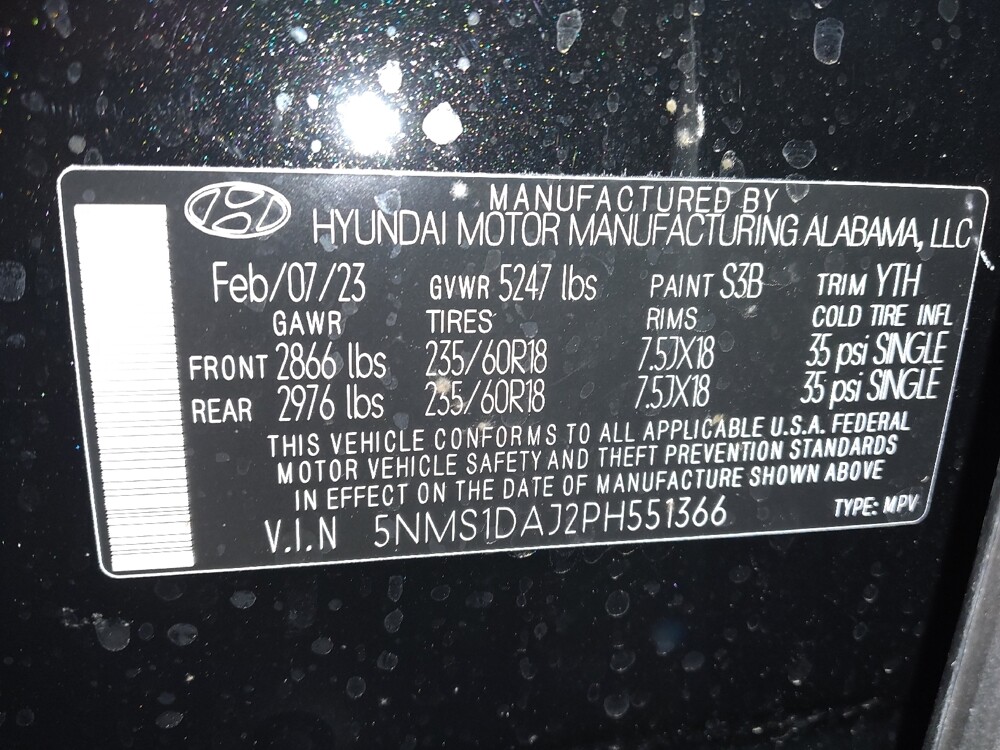 MANUFACTURED BY
HYUNDAI MOTOR MANUFACTURING ALABAMA, LLC
Feb/07/23 GVWR 5247 lbs PAINT S3B TRIM YTH
GAWR TIRES RIMS COLD TIRE INFL
FRONT 2866 lbs 235/60R18 7.5JX18 35 psi SINGLE
REAR 2976 lbs 235/60R18 7.5JX18 35 psi SINGLE
THIS VEHICLE CONFORMS TO ALL APPLICABLE U.S.A. FEDERAL
MOTOR VEHICLE SAFETY AND THEFT PREVENTION STANDARDS
IN EFFECT ON THE DATE OF MANUFACTURE SHOWN ABOVE
V.I.N 5NMS1DAJ2PH551366 TYPE: MPV